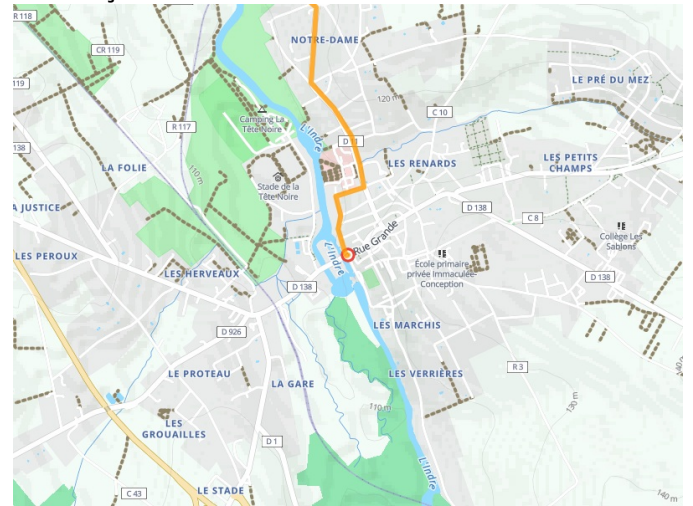 R 118
NOTRE-DAME
CR 119
LE PRÉ DU MEZ
119
120 m
C 10
Camping La
Tête Noire
R 117
L'Indre
138
LA FOLIE
110 m
LES RENARDS
LES PETITS
CHAMPS
Stade de la
Tête Noire
A JUSTICE
D 138
C 8
Rue Grande
Collège Les
Sablons
L'Indre
LES PEROUX
École primaire
privée Immaculée-
Conception
LES HERVEAUX
D 138
D 138
LES MARCHIS
D 926
LE PROTEAU
LA GARE
LES VERRIÈRES
R 3
110 m
130 m
140 m
LES
GROUAILLES
D 1
L'Indre
C 43
LE STADE
140 m